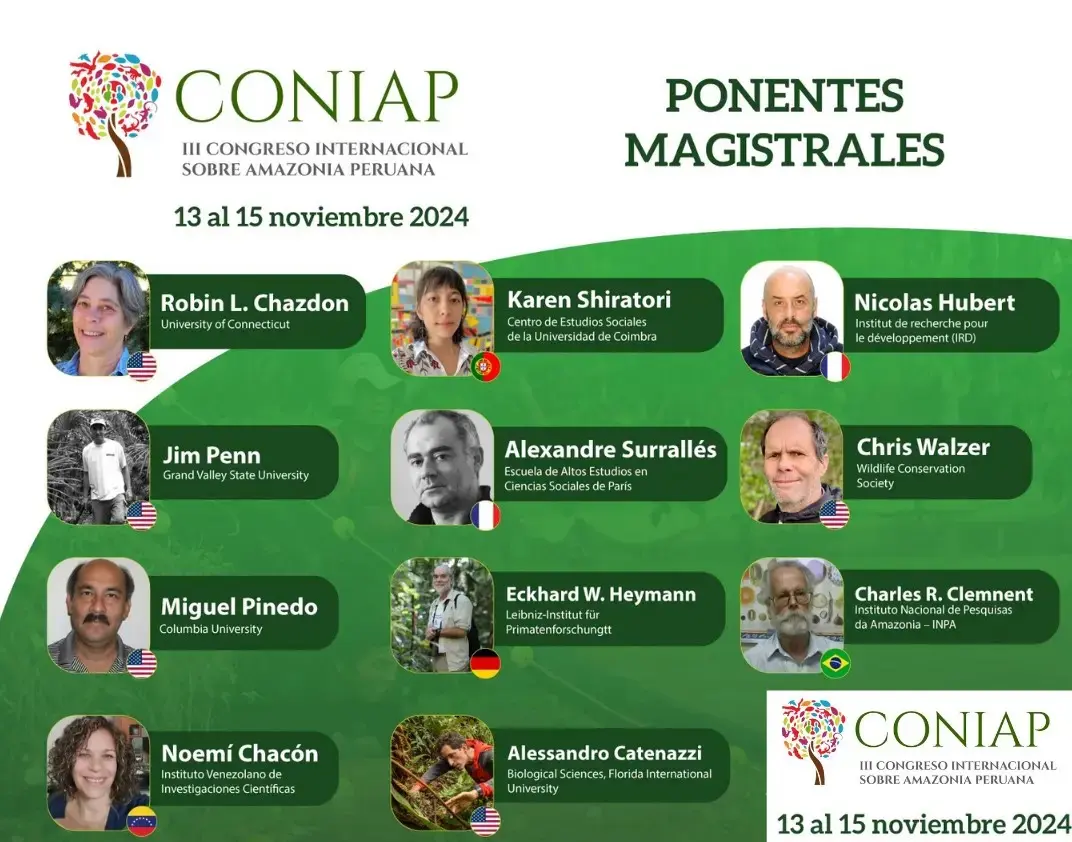 CONIAP
III CONGRESO INTERNACIONAL
SOBRE AMAZONIA PERUANA
13 al 15 noviembre 2024
PONENTES
MAGISTRALES
Robin L. Chazdon
University of Connecticut
Karen Shiratori
Centro de Estudios Sociales
de la Universidad de Coimbra
Nicolas Hubert
Institut de recherche pour
le développement (IRD)
Jim Penn
Grand Valley State University
Alexandre Surrallés
Escuela de Altos Estudios en
Ciencias Sociales de París
Chris Walzer
Wildlife Conservation
Society
Miguel Pinedo
Columbia University
Eckhard W. Heymann
Leibniz-Institut für
Primatenforschungtt
Charles R. Clemnent
Instituto Nacional de Pesquisas
da Amazonia – INPA
Noemí Chacón
Instituto Venezolano de
Investigaciones Científicas
Alessandro Catenazzi
Biological Sciences, Florida International
University
CONIAP
III CONGRESO INTERNACIONAL
SOBRE AMAZONIA PERUANA
13 al 15 noviembre 2024